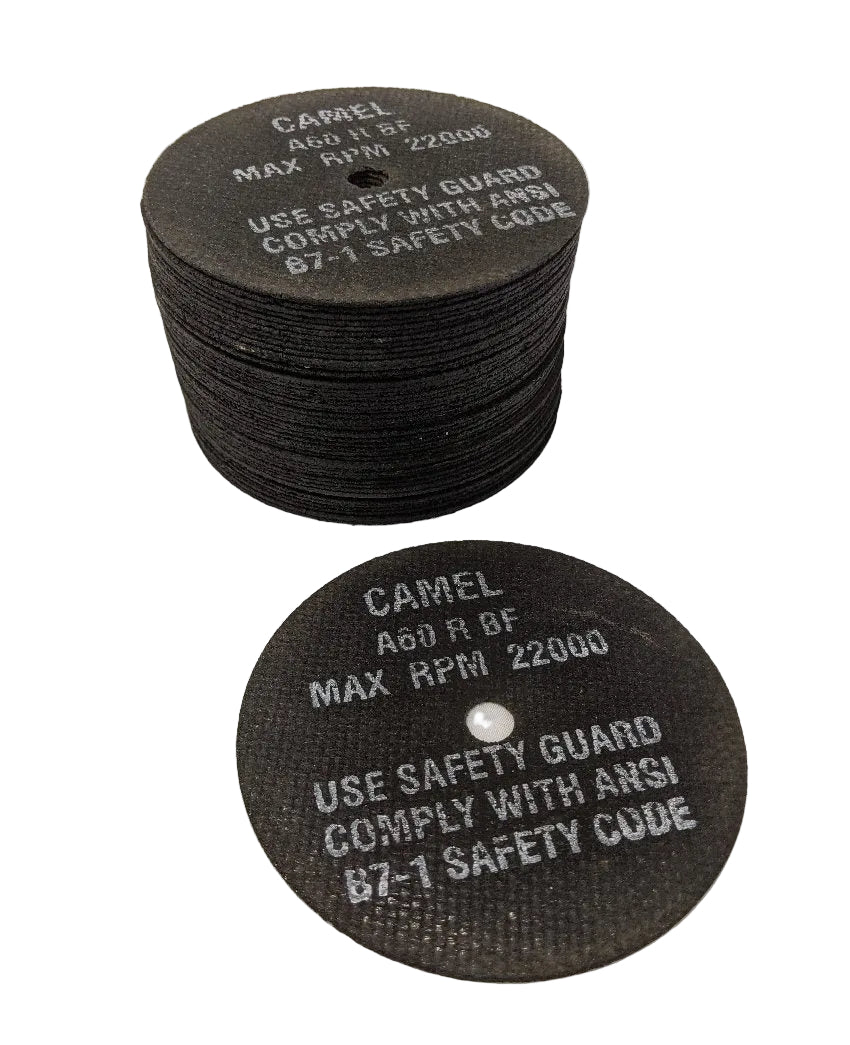 CAMEL
A60 R BF
MAX RPM 22000
USE SAFETY GUARD
COMPLY WITH ANSI
B7-1 SAFETY CODE
CAMEL
A60 R BF
MAX RPM 22000
USE SAFETY GUARD
COMPLY WITH ANSI
B7-1 SAFETY CODE